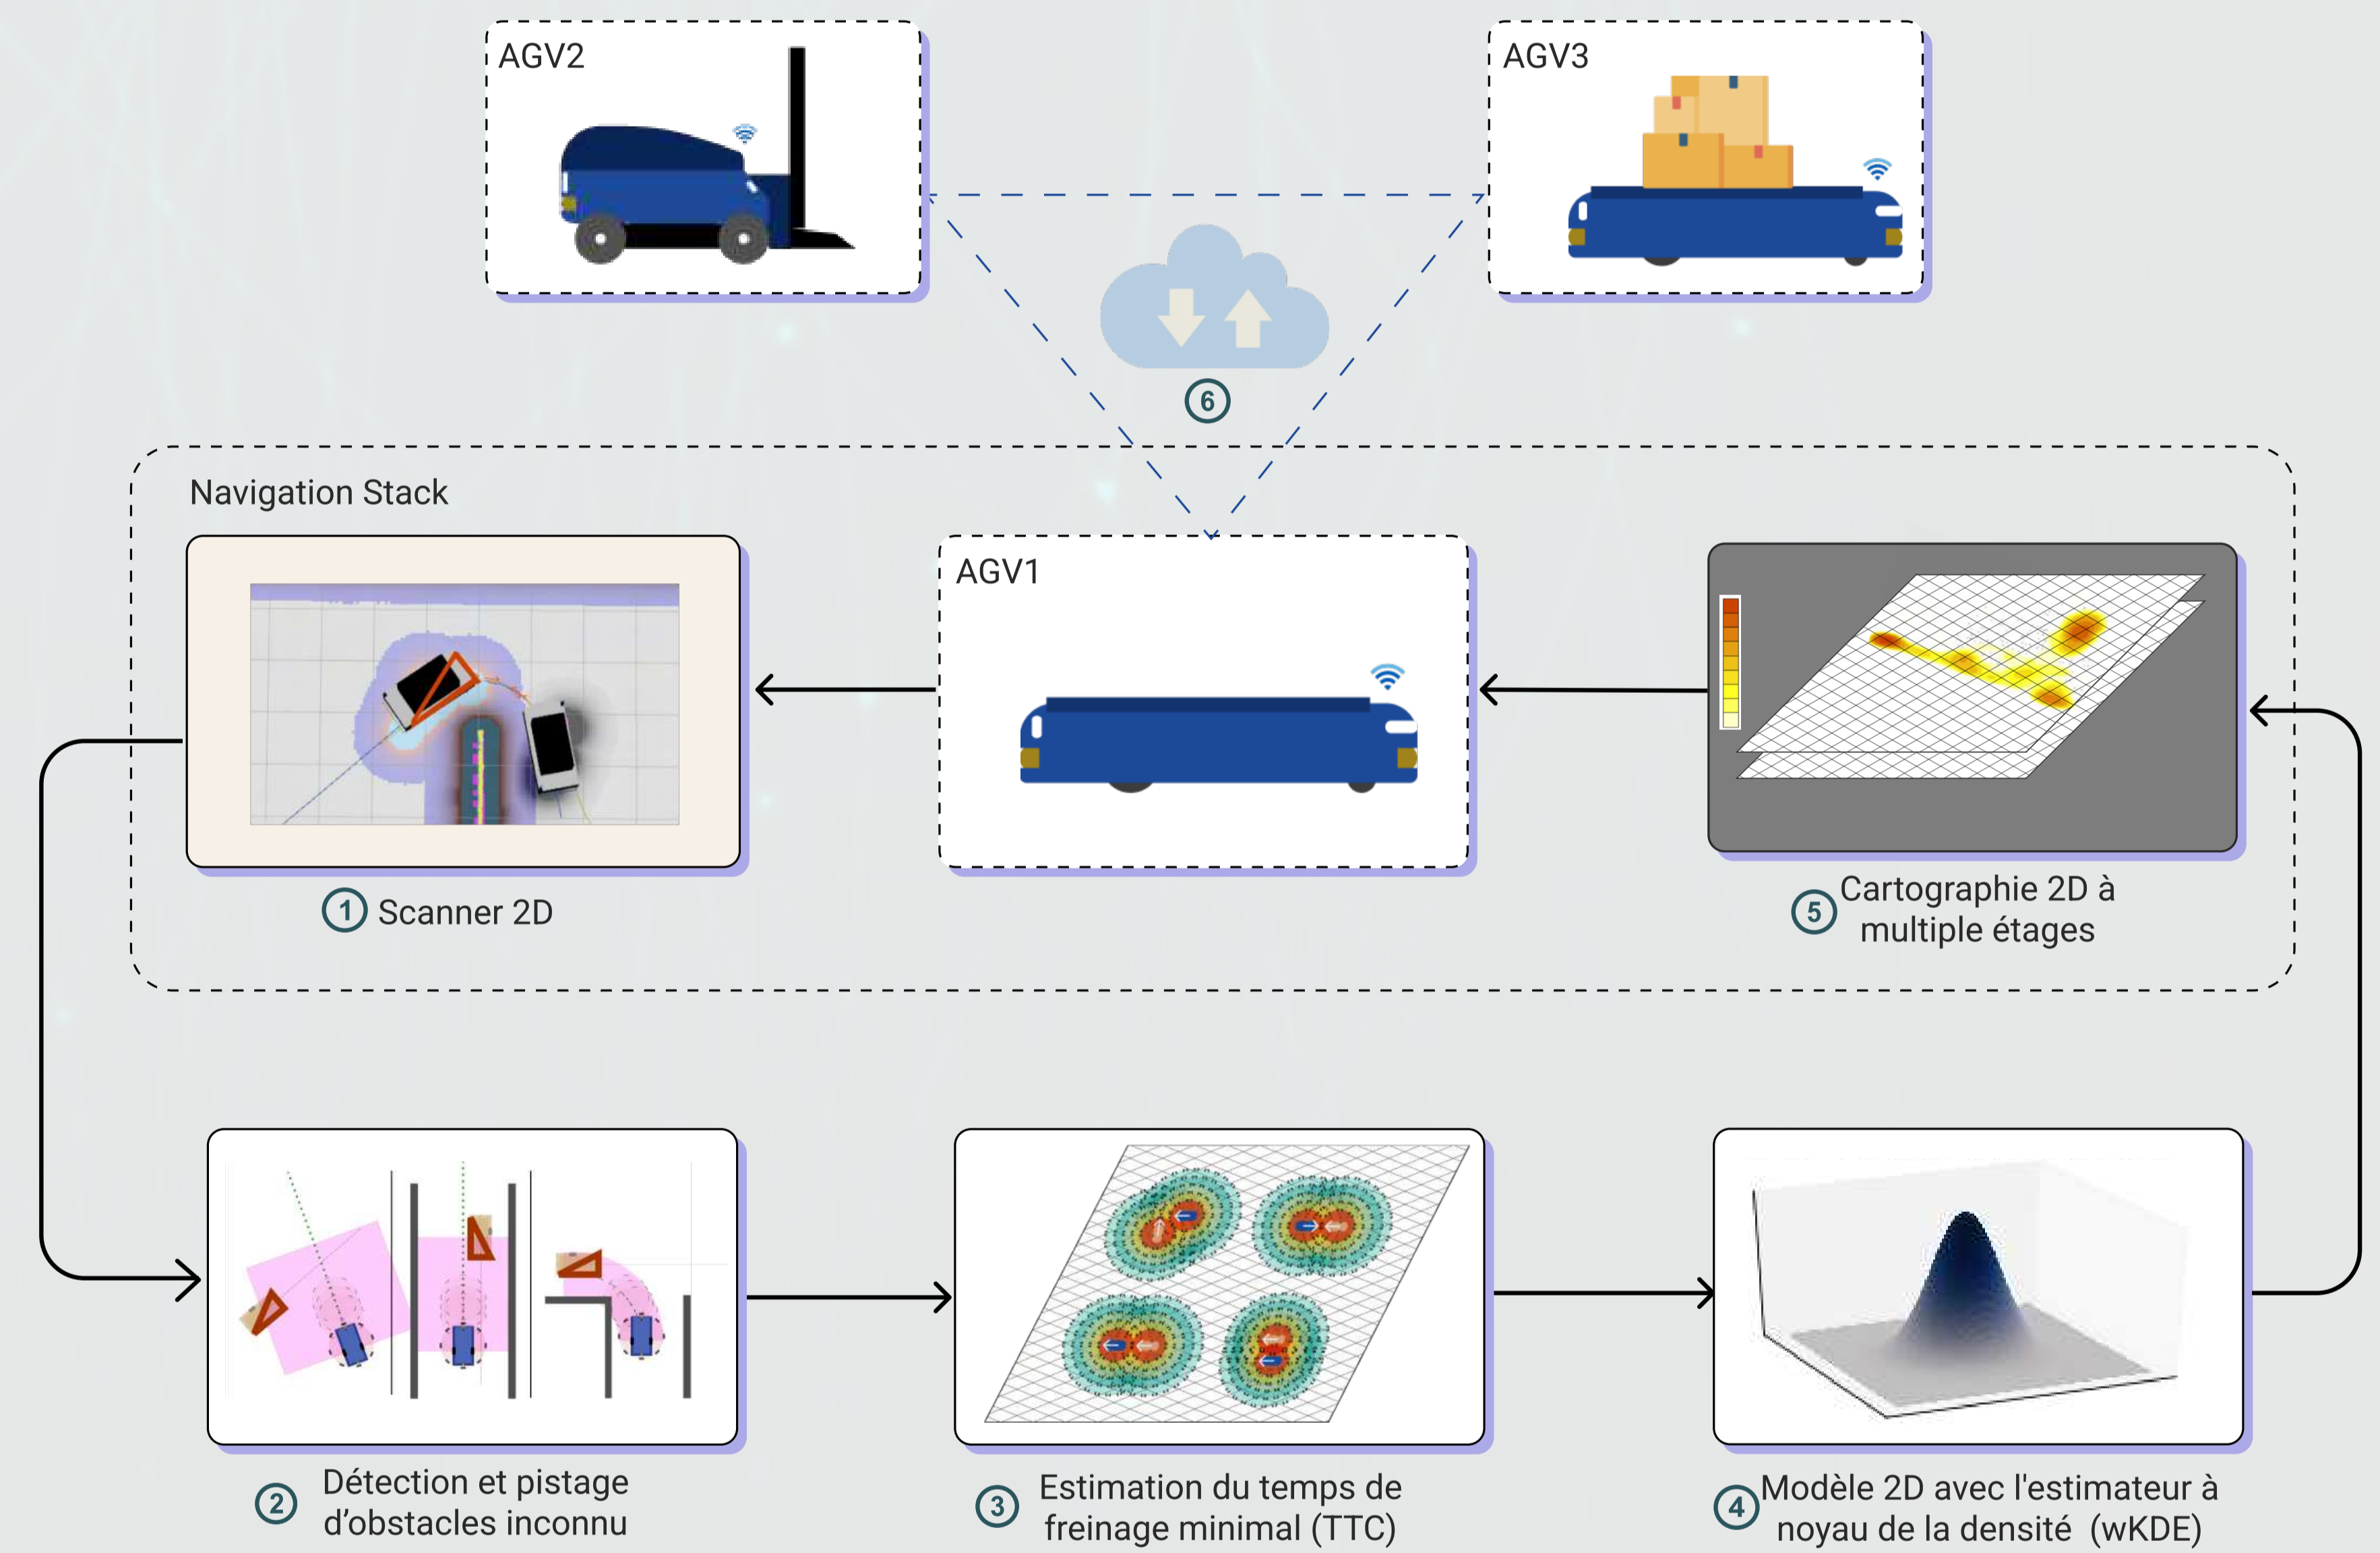 AGV2
AGV3
6
Navigation Stack
AGV1
1 Scanner 2D
5 Cartographie 2D à
multiple étages
2 Détection et pistage
d’obstacles inconnu
3 Estimation du temps de
freinage minimal (TTC)
4 Modèle 2D avec l'estimateur à
noyau de la densité (wKDE)